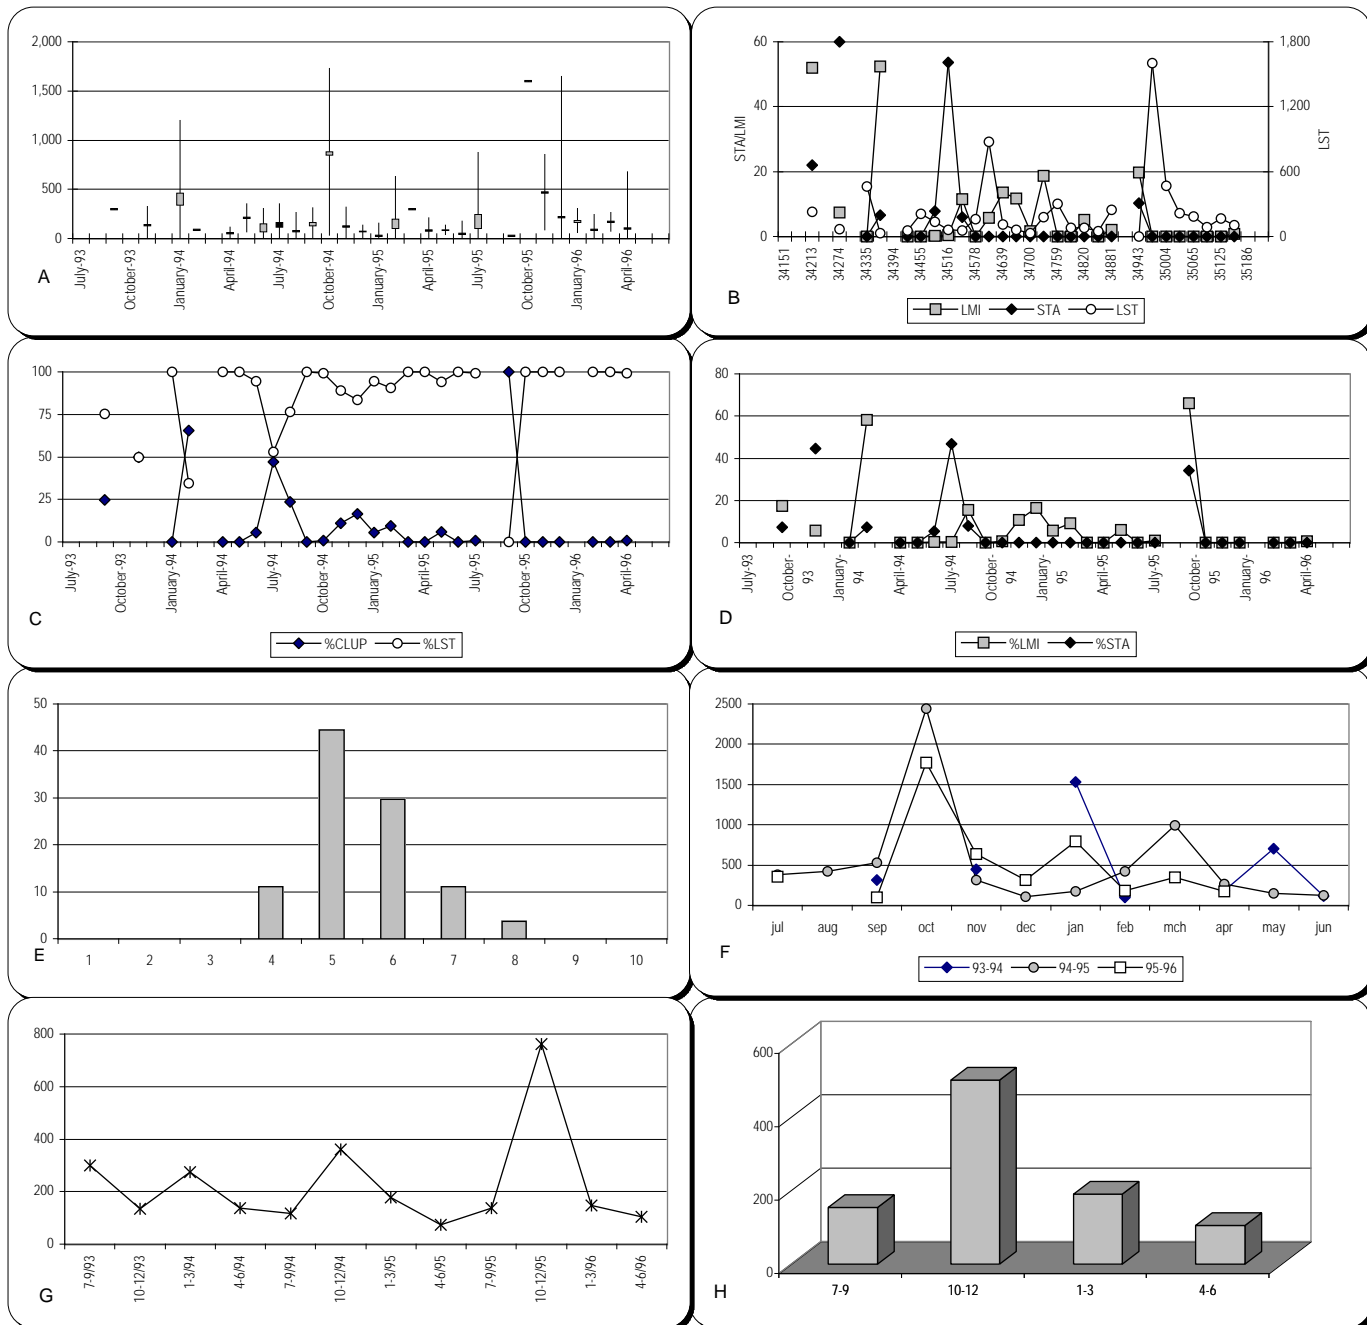 2,000
1,500
1,000
500
0
July-93
October-93
January-94
April-94
July-94
October-94
January-95
April-95
July-95
October-95
January-96
April-96
A
60
40
20
0
STA/LMI
1,800
1,200
600
0
LST
34151
34213
34274
34335
34394
34455
34516
34578
34639
34700
34759
34820
34881
34943
35004
35065
35125
35186
B
LMI STA LST
100
75
50
25
0
July-93
October-93
January-94
April-94
July-94
October-94
January-95
April-95
July-95
October-95
January-96
April-96
C
%CLUP %LST
80
60
40
20
0
July-93
October-
93
January-
94
April-94
July-94
October-
94
January-
95
April-95
July-95
October-
95
January-
96
April-96
D
%LMI %STA
50
40
30
20
10
0
1 2 3 4 5 6 7 8 9 10
E
2500
2000
1500
1000
500
0
jul aug sep oct nov dec jan feb mch apr may jun
F
93-94 94-95 95-96
800
600
400
200
0
7-9/93
10-12/93
1-3/94
4-6/94
7-9/94
10-12/94
1-3/95
4-6/95
7-9/95
10-12/95
1-3/96
4-6/96
G
600
400
200
0
7-9 10-12 1-3 4-6
H